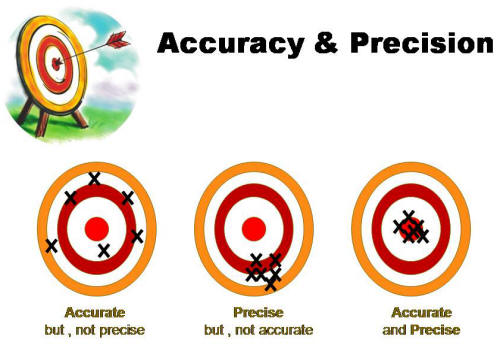 Accuracy & Precision
Accurate
but , not precise
Precise
but , not accurate
Accurate
and Precise